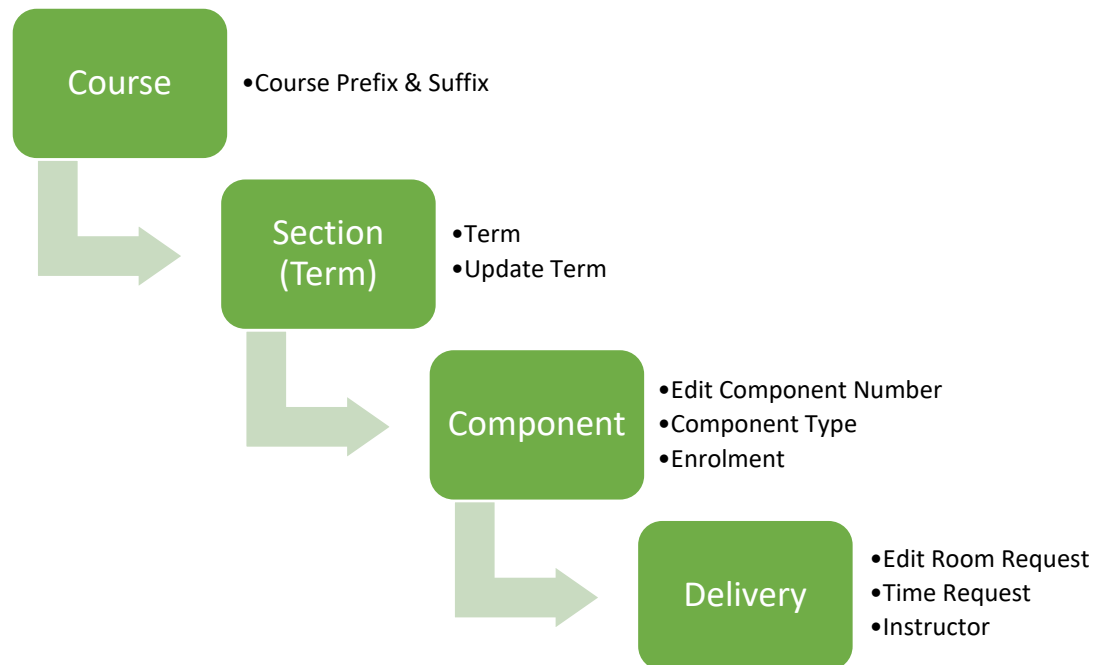 Course
•Course Prefix & Suffix
Section
(Term)
•Term
•Update Term
Component
•Edit Component Number
•Component Type
•Enrolment
Delivery
•Edit Room Request
•Time Request
•Instructor